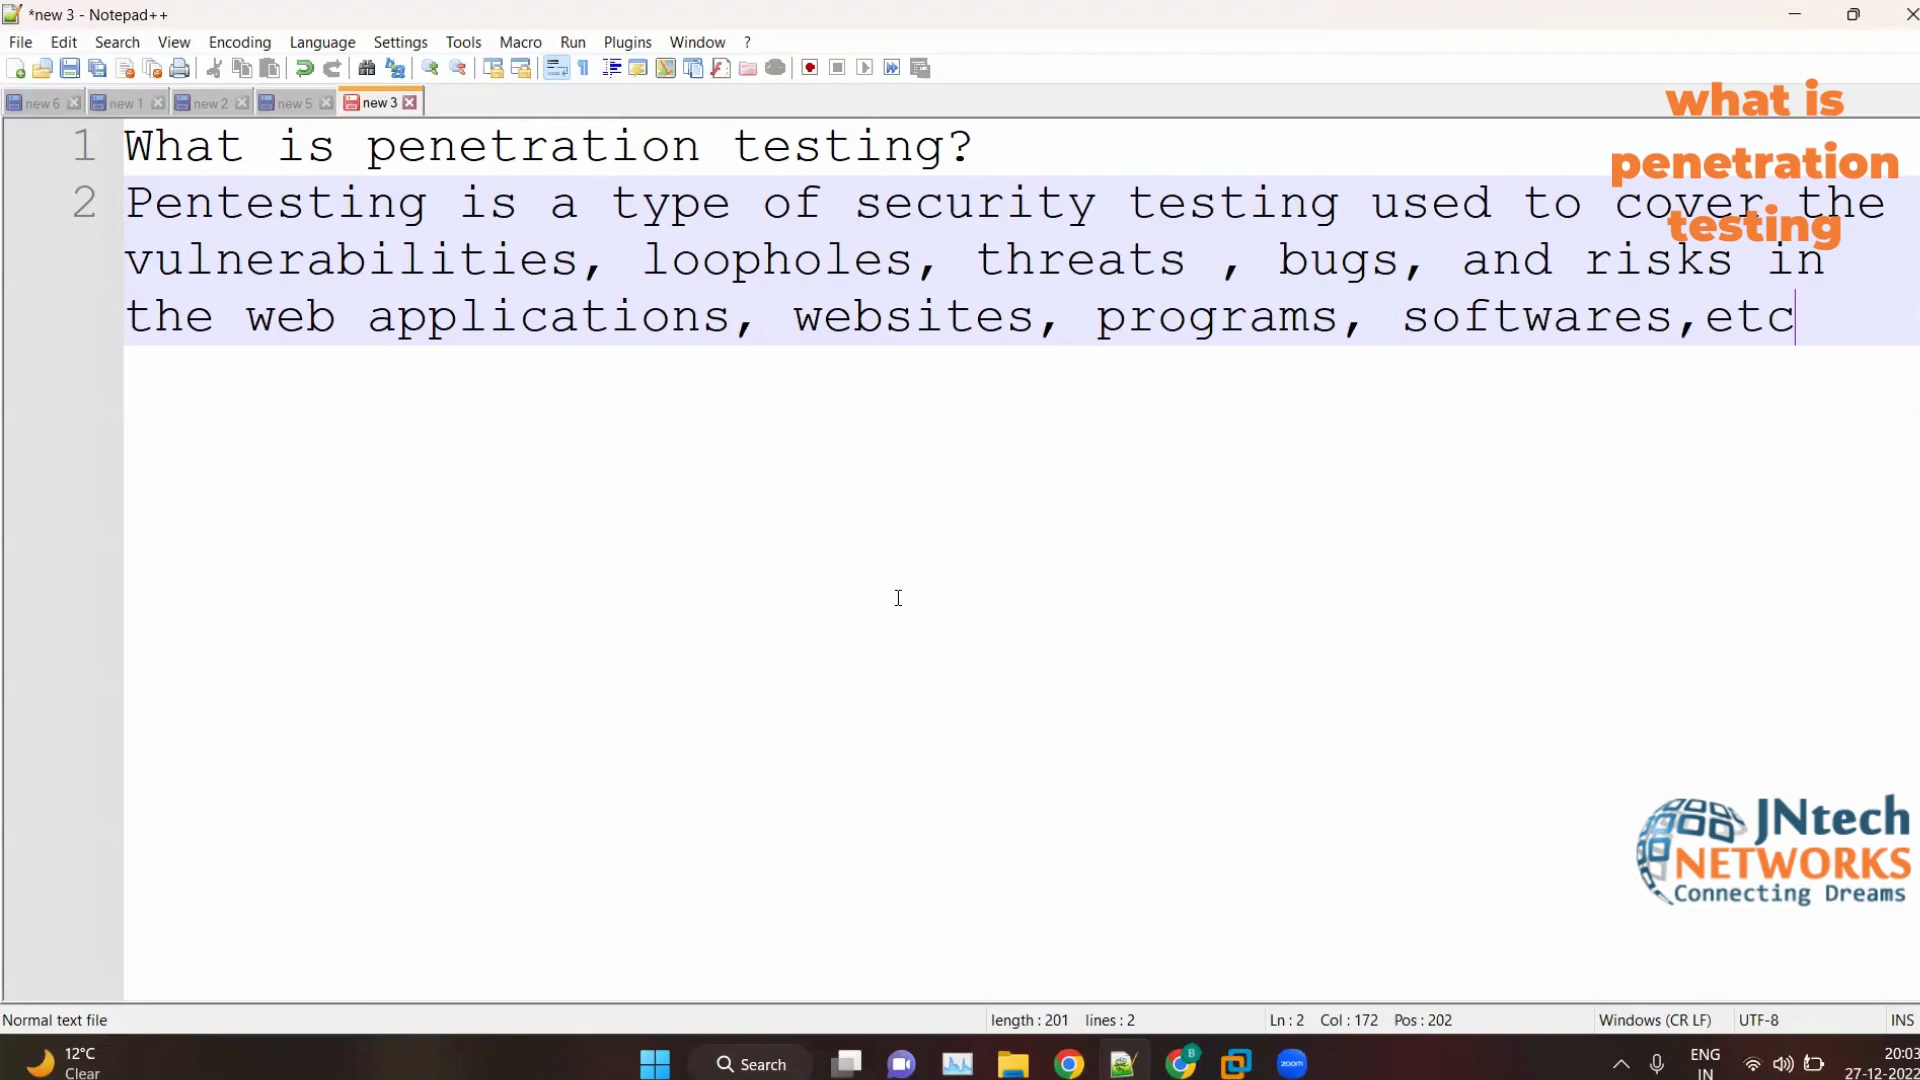 *new 3 - Notepad++
File Edit Search View Encoding Language Settings Tools Macro Run Plugins Window ?
new 6 new 1 new 2 new 5 new 3
what is
penetration
testing
1 What is penetration testing?
2 Pentesting is a type of security testing used to cover the
vulnerabilities, loopholes, threats , bugs, and risks in
the web applications, websites, programs, softwares,etc
JNtech
NETWORKS
Connecting Dreams
Normal text file length : 201 lines : 2 Ln : 2 Col : 172 Pos : 202 Windows (CR LF) UTF-8 INS
12°C
Clear
Search
zoom
ENG
IN
20:03
27-12-2022